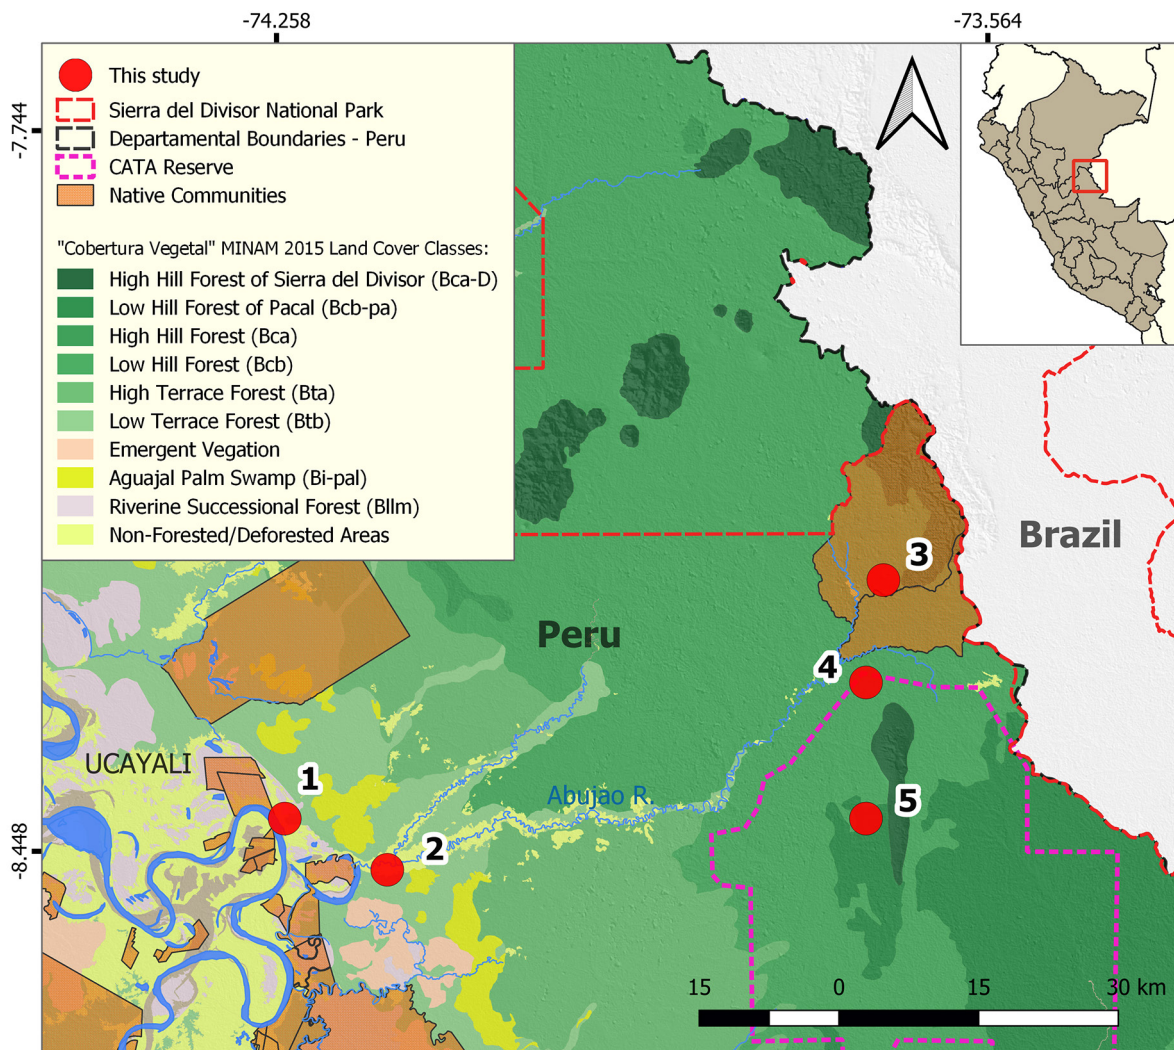 -74.258
-73.564
-7.744
-8.448
This study
Sierra del Divisor National Park
Departamental Boundaries - Peru
CATA Reserve
Native Communities
"Cobertura Vegetal" MINAM 2015 Land Cover Classes:
High Hill Forest of Sierra del Divisor (Bca-D)
Low Hill Forest of Pacal (Bcb-pa)
High Hill Forest (Bca)
Low Hill Forest (Bcb)
High Terrace Forest (Bta)
Low Terrace Forest (Btb)
Emergent Vegation
Aguajal Palm Swamp (Bi-pal)
Riverine Successional Forest (Bllm)
Non-Forested/Deforested Areas
Brazil
3
Peru
4
UCAYALI
1
Abujao R.
5
2
15 0 15 30 km